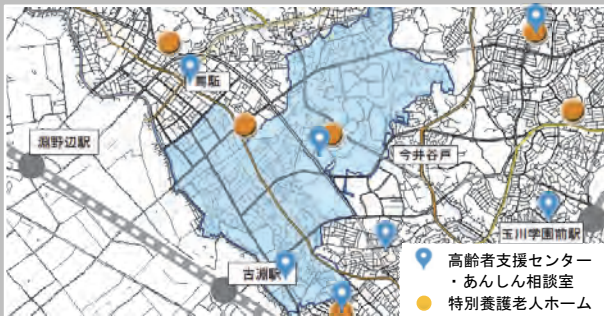 馬駈
淵野辺駅
今井谷戸
玉川学園前駅
古淵駅
高齢者支援センター
・あんしん相談室
特別養護老人ホーム